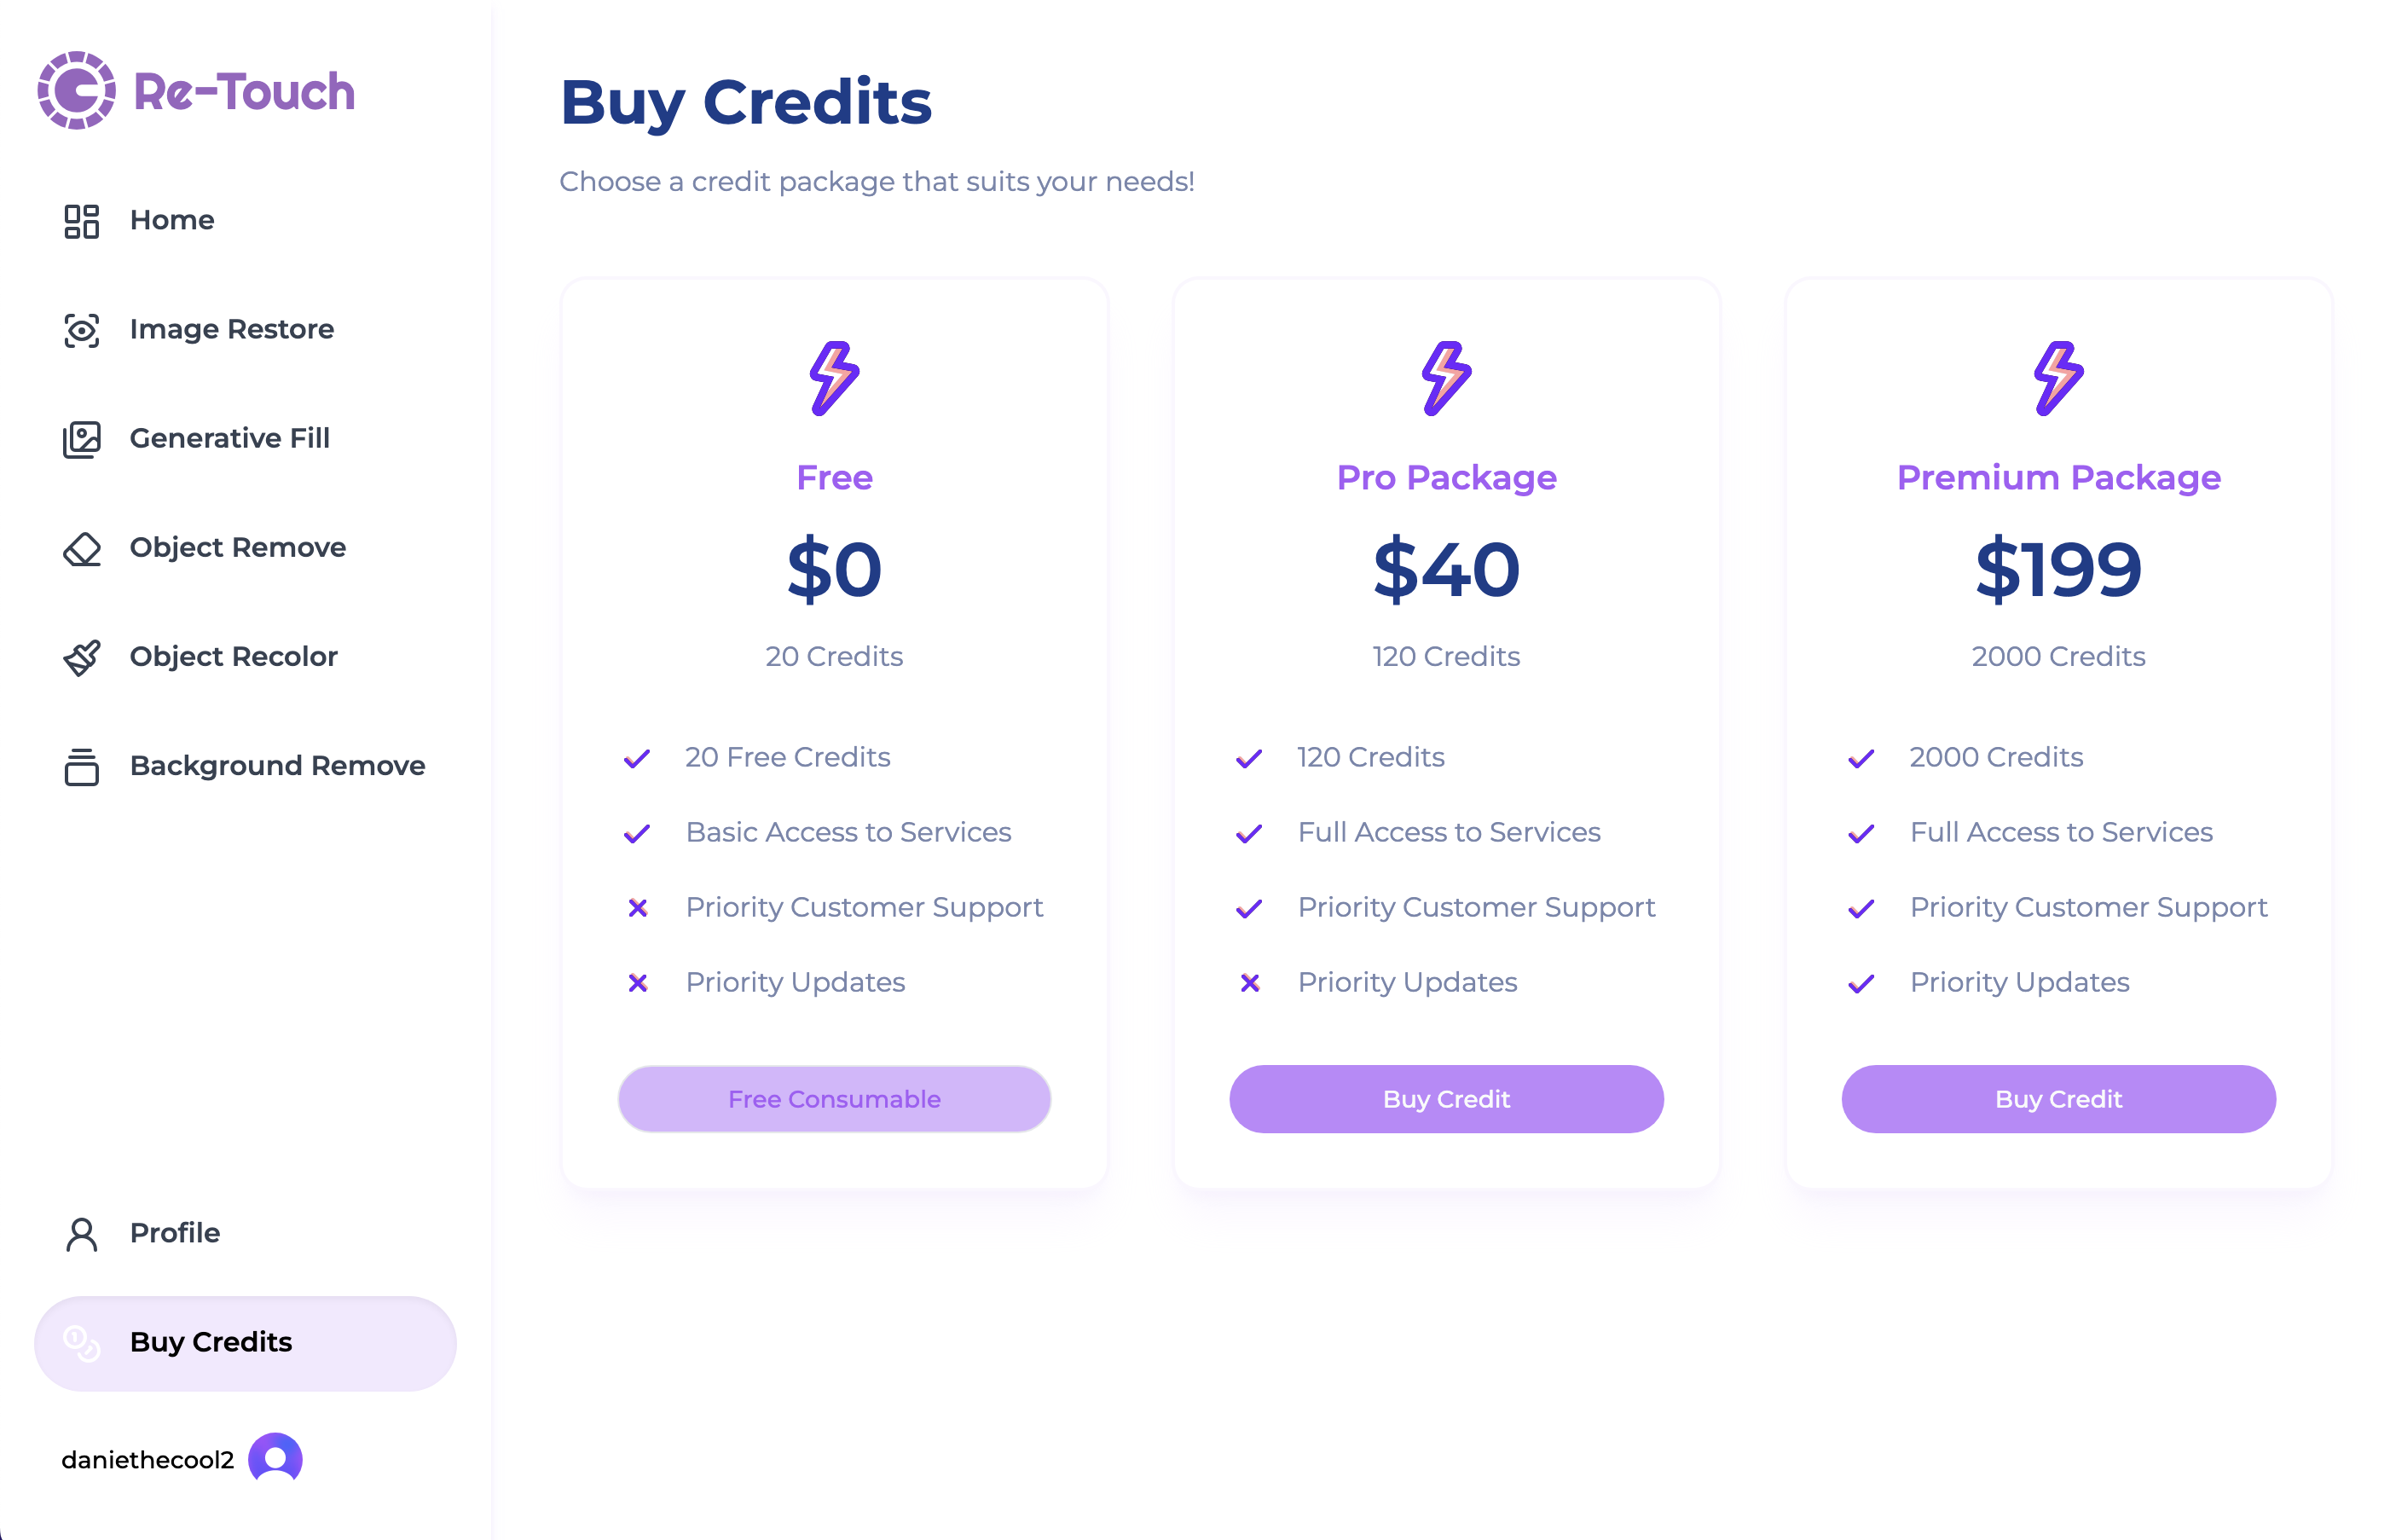 Re-Touch
Home
Image Restore
Generative Fill
Object Remove
Object Recolor
Background Remove
Profile
Buy Credits
daniethecool2
Buy Credits
Choose a credit package that suits your needs!
Free
$0
20 Credits
20 Free Credits
Basic Access to Services
Priority Customer Support
Priority Updates
Free Consumable
Pro Package
$40
120 Credits
120 Credits
Full Access to Services
Priority Customer Support
Priority Updates
Buy Credit
Premium Package
$199
2000 Credits
2000 Credits
Full Access to Services
Priority Customer Support
Priority Updates
Buy Credit